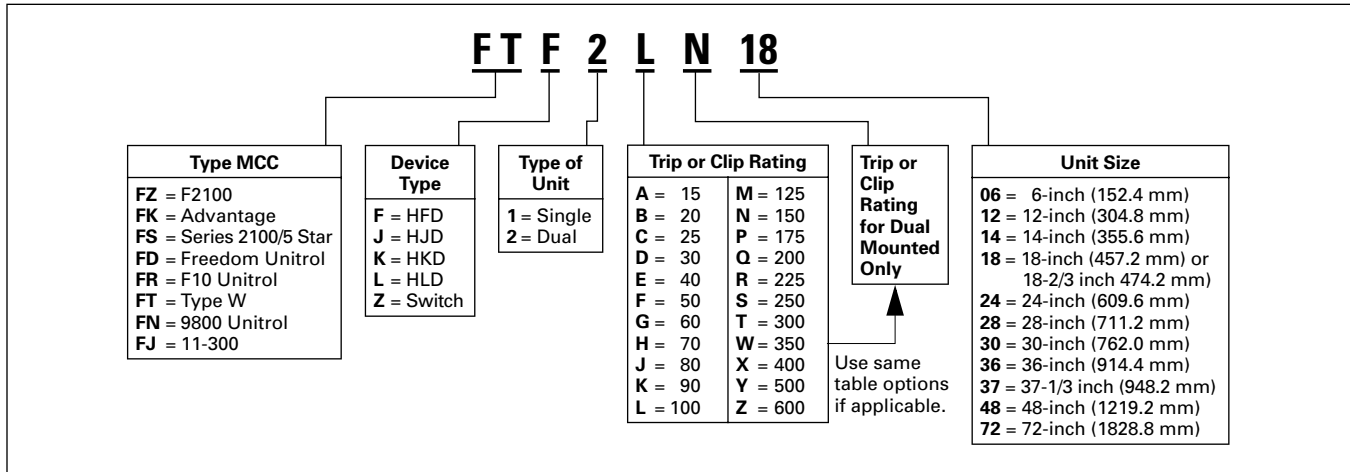 FT F 2 L N 18
Type MCC
FZ = F2100
FK = Advantage
FS = Series 2100/5 Star
FD = Freedom Unitrol
FR = F10 Unitrol
FT = Type W
FN = 9800 Unitrol
FJ = 11-300
Device
Type
F = HFD
J = HJD
K = HKD
L = HLD
Z = Switch
Type of
Unit
1 = Single
2 = Dual
Trip or Clip Rating
A = 15
B = 20
C = 25
D = 30
E = 40
F = 50
G = 60
H = 70
J = 80
K = 90
L = 100
M = 125
N = 150
P = 175
Q = 200
R = 225
S = 250
T = 300
W = 350
X = 400
Y = 500
Z = 600
Trip or
Clip
Rating
for Dual
Mounted
Only
Use same
table options
if applicable.
Unit Size
06 = 6-inch (152.4 mm)
12 = 12-inch (304.8 mm)
14 = 14-inch (355.6 mm)
18 = 18-inch (457.2 mm) or
18-2/3 inch 474.2 mm)
24 = 24-inch (609.6 mm)
28 = 28-inch (711.2 mm)
30 = 30-inch (762.0 mm)
36 = 36-inch (914.4 mm)
37 = 37-1/3 inch (948.2 mm)
48 = 48-inch (1219.2 mm)
72 = 72-inch (1828.8 mm)